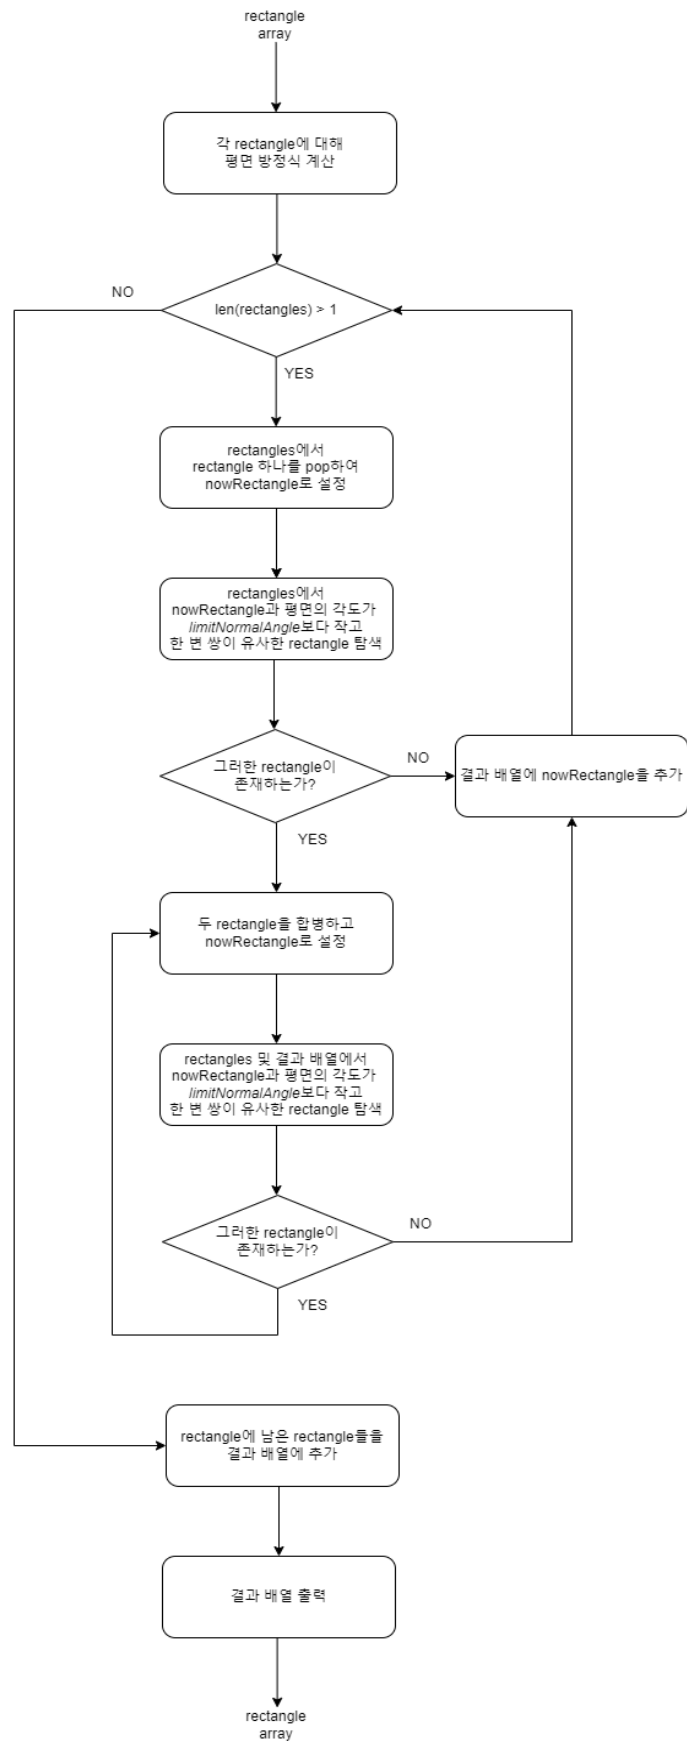 rectangle
array
각 rectangle에 대해
평면 방정식 계산
NO
len(rectangles) > 1
YES
rectangles에서
rectangle 하나를 pop하여
nowRectangle로 설정
rectangles에서
nowRectangle과 평면의 각도가
limitNormalAngle보다 작고
한 변 쌍이 유사한 rectangle 탐색
그러한 rectangle이
존재하는가?
NO
결과 배열에 nowRectangle을 추가
YES
두 rectangle을 합병하고
nowRectangle로 설정
rectangles 및 결과 배열에서
nowRectangle과 평면의 각도가
limitNormalAngle보다 작고
한 변 쌍이 유사한 rectangle 탐색
그러한 rectangle이
존재하는가?
NO
YES
rectangle에 남은 rectangle들을
결과 배열에 추가
결과 배열 출력
rectangle
array